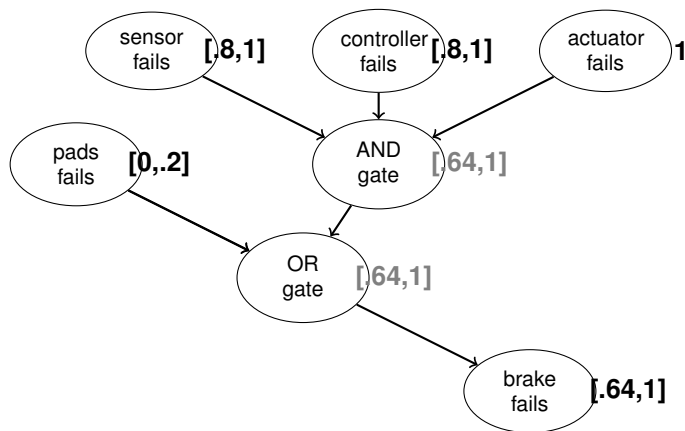 sensor
fails
[.8,1]
controller
fails
[.8,1]
actuator
fails
1
pads
fails
[0,.2]
AND
gate
[.64,1]
OR
gate
[.64,1]
brake
fails
[.64,1]